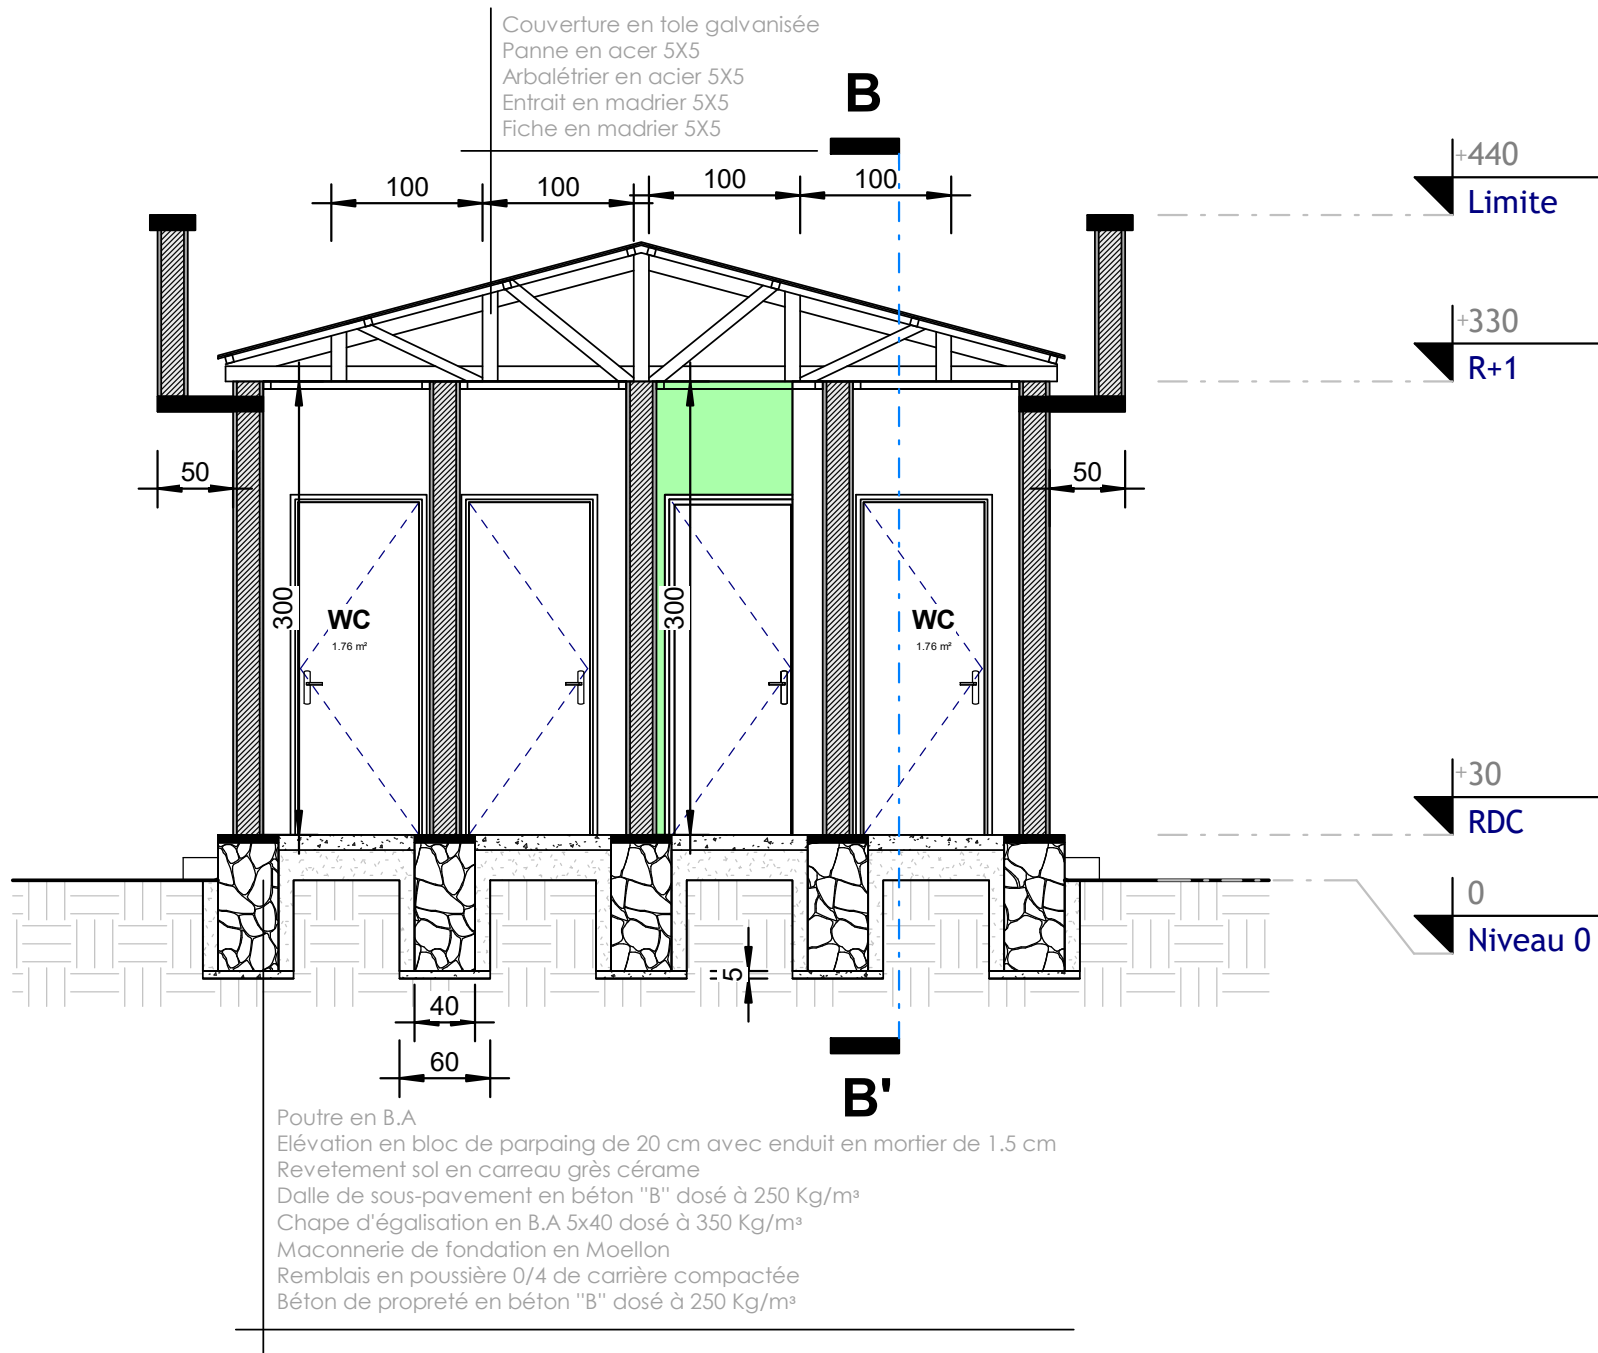 Couverture en tole galvanisée
Panne en acer 5X5
Arbalétrier en acier 5X5
Entrait en madrier 5X5
Fiche en madrier 5X5
B
+440
Limite
100 100 100 100
+330
R+1
50 50
300 300
WC WC
1.76 m² 1.76 m²
+30
RDC
0
Niveau 0
5
40
60
B'
Poutre en B.A
Elévation en bloc de parpaing de 20 cm avec enduit en mortier de 1.5 cm
Revetement sol en carreau grès cérame
Dalle de sous-pavement en béton "B" dosé à 250 Kg/m³
Chape d'égalisation en B.A 5x40 dosé à 350 Kg/m³
Maconnerie de fondation en Moellon
Remblais en poussière 0/4 de carrière compactée
Béton de propreté en béton "B" dosé à 250 Kg/m³